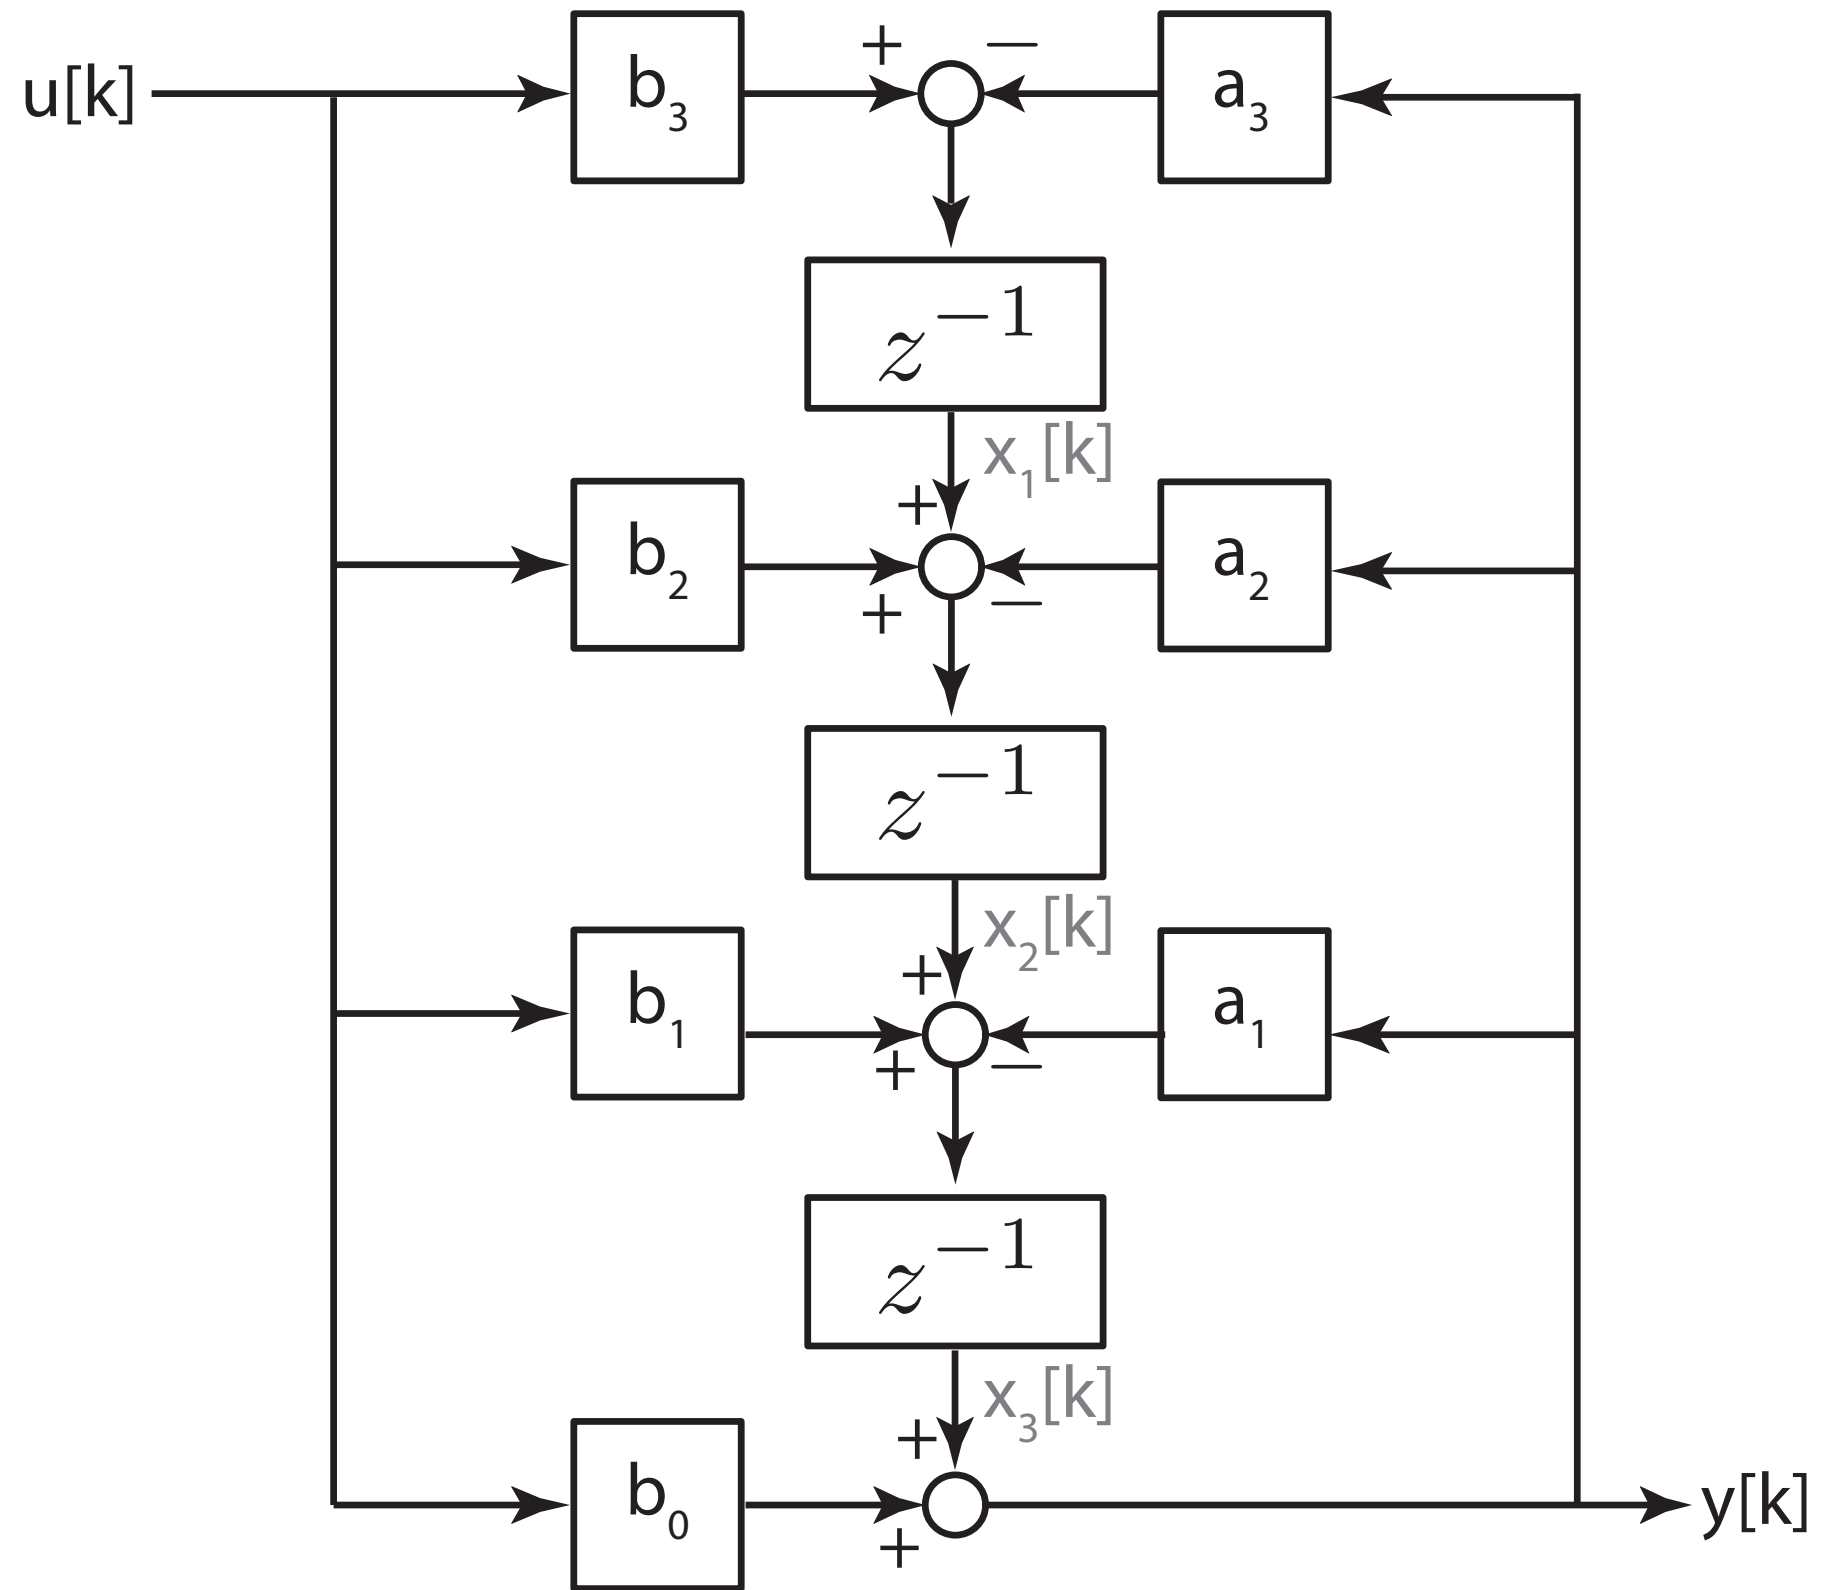 u[k] b₃ + − a₃
z⁻¹
x₁[k]
+
b₂ + − a₂
z⁻¹
x₂[k]
+
b₁ + − a₁
z⁻¹
x₃[k]
+
b₀ + y[k]